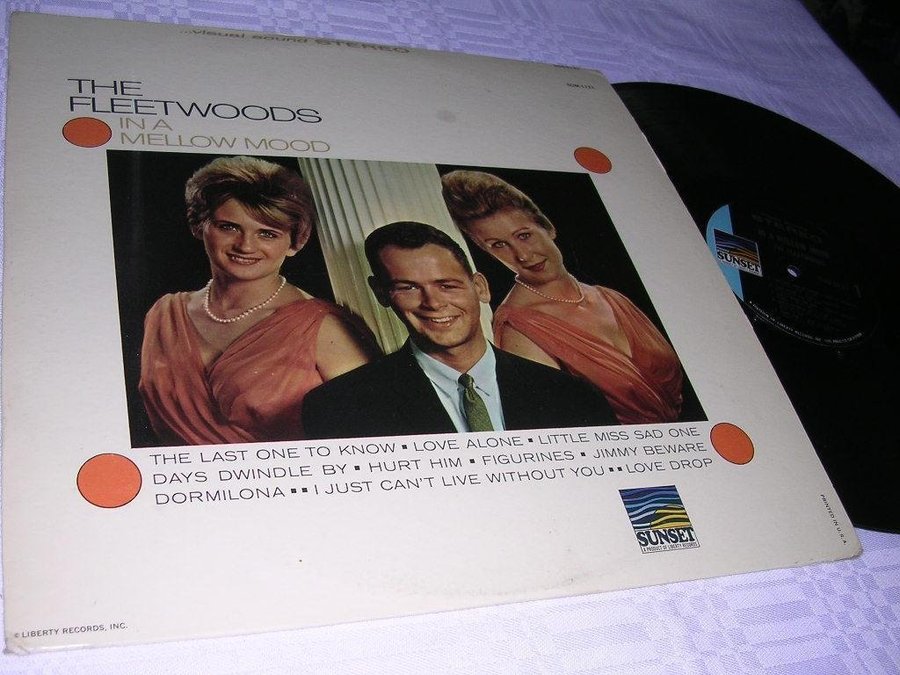 ...visual sound STEREO
THE
FLEETWOODS
IN A
MELLOW MOOD
THE LAST ONE TO KNOW ▪ LOVE ALONE ▪ LITTLE MISS SAD ONE
DAYS DWINDLE BY ▪ HURT HIM ▪ FIGURINES ▪ JIMMY BEWARE
DORMILONA ▪▪ I JUST CAN'T LIVE WITHOUT YOU ▪▪ LOVE DROP
SUNSET
A PRODUCT OF LIBERTY RECORDS
PRINTED IN U.S.A.
© LIBERTY RECORDS, INC.
SUNSET